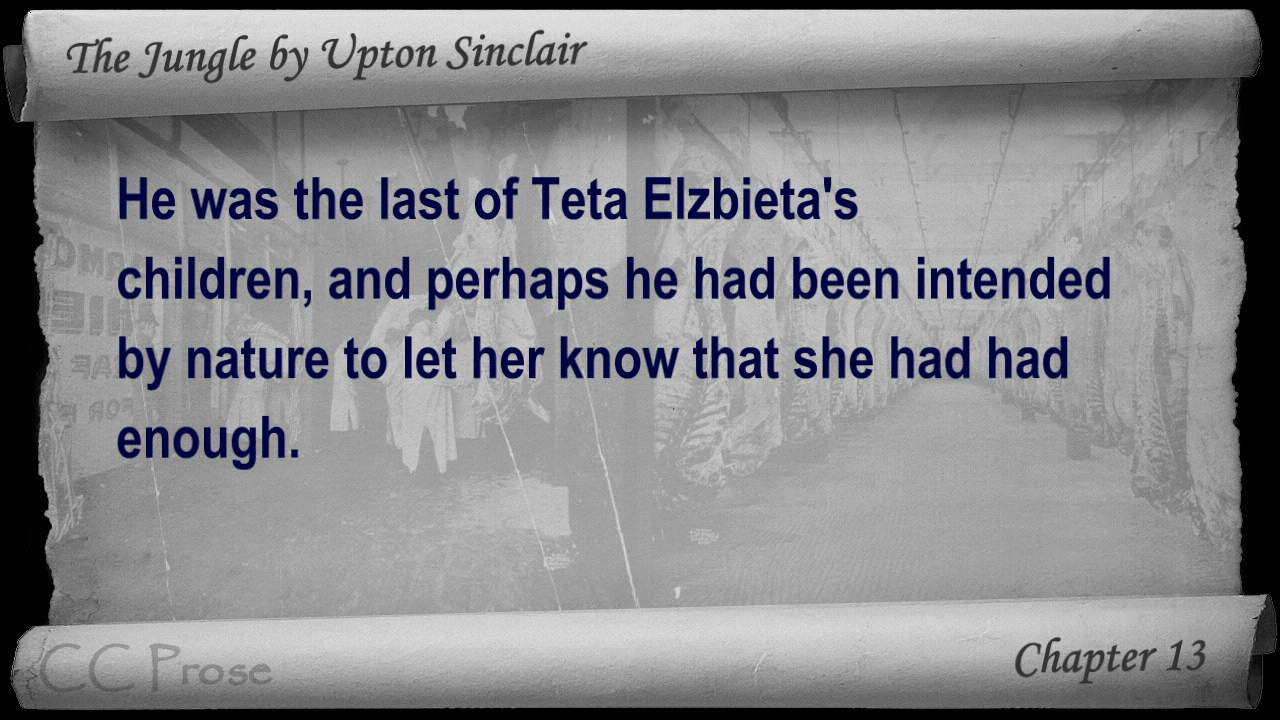 The Jungle by Upton Sinclair
He was the last of Teta Elzbieta's
children, and perhaps he had been intended
by nature to let her know that she had had
enough.
CC Prose
Chapter 13